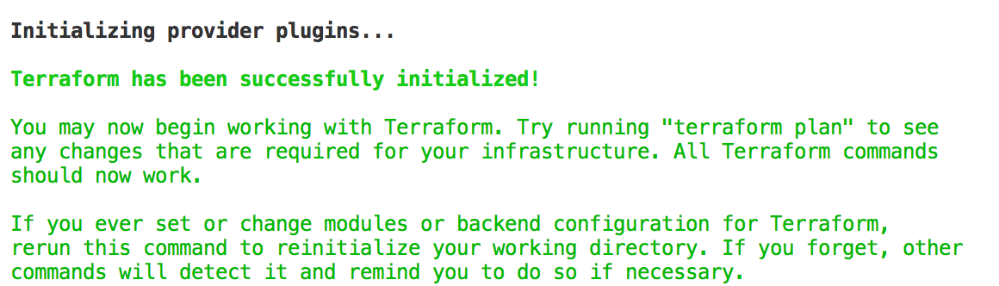 Initializing provider plugins...
Terraform has been successfully initialized!
You may now begin working with Terraform. Try running "terraform plan" to see
any changes that are required for your infrastructure. All Terraform commands
should now work.
If you ever set or change modules or backend configuration for Terraform,
rerun this command to reinitialize your working directory. If you forget, other
commands will detect it and remind you to do so if necessary.